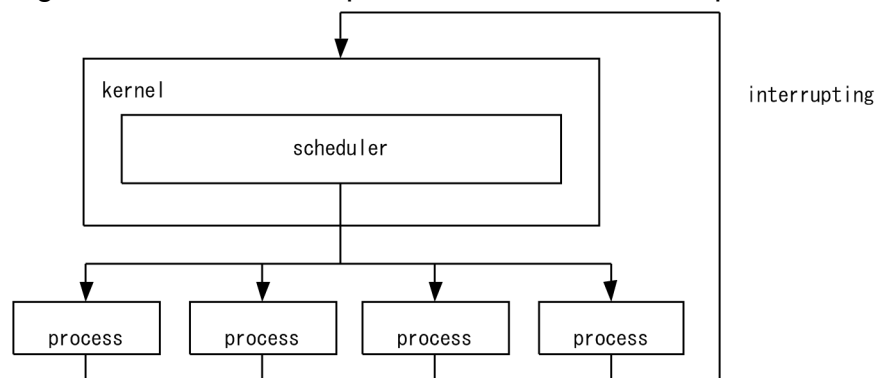 kernel
interrupting
scheduler
process process process process